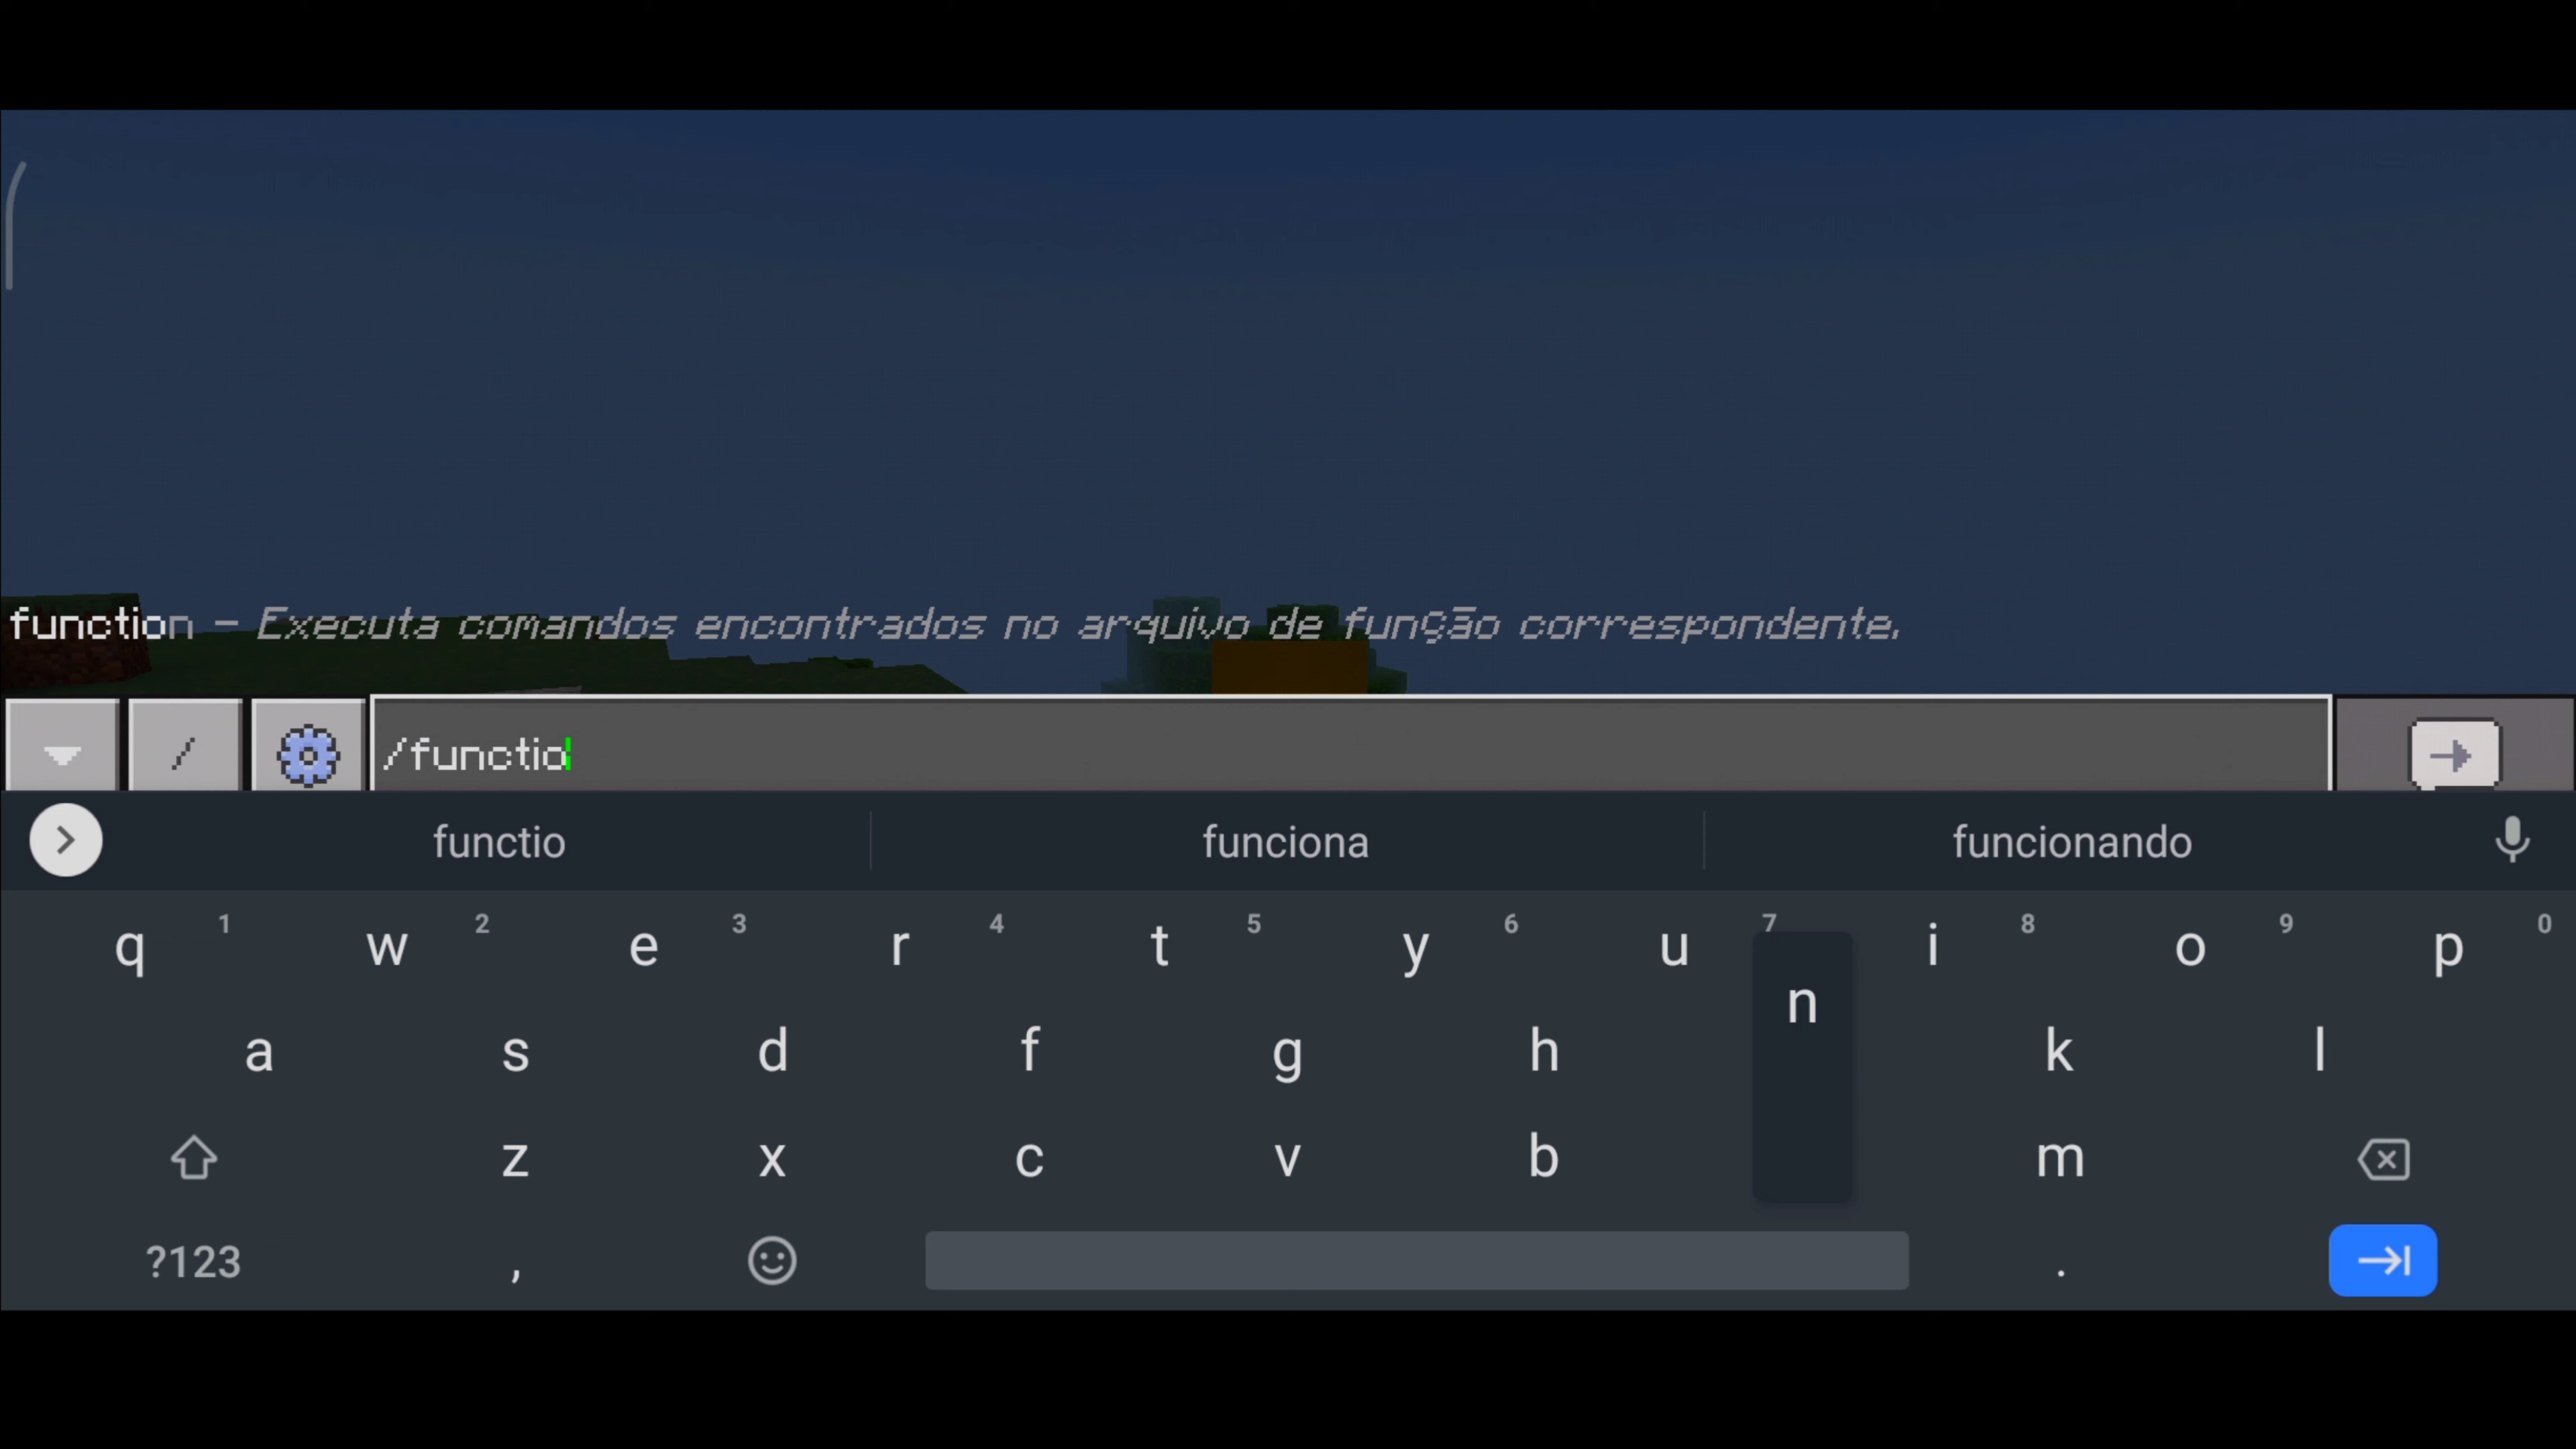 function - Executa comandos encontrados no arquivo de função correspondente.
/ /functio
functio funciona funcionando
q 1 w 2 e 3 r 4 t 5 y 6 u 7 i 8 o 9 p 0
n
a s d f g h k l
z x c v b m
?123 , .